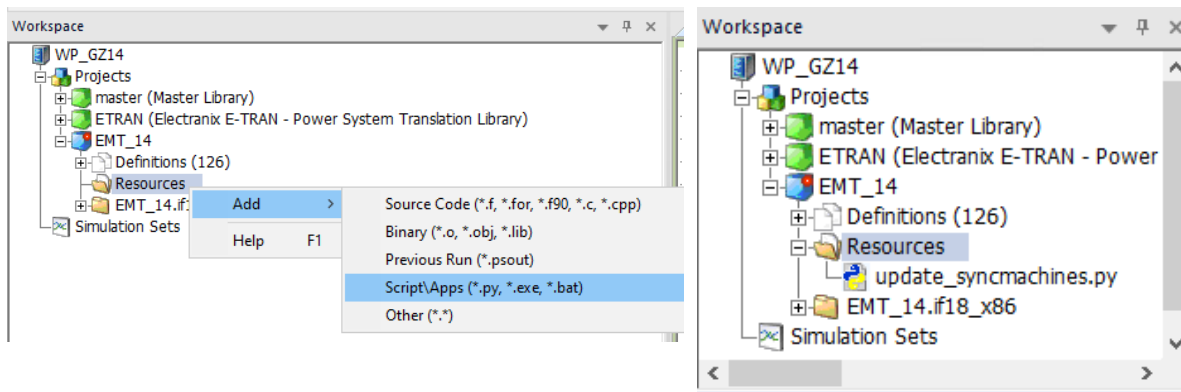 Workspace
WP_GZ14
Projects
master (Master Library)
ETRAN (Electranix E-TRAN - Power System Translation Library)
EMT_14
Definitions (126)
Resources
EMT_14.if
Simulation Sets
Add
Help F1
Source Code (*.f, *.for, *.f90, *.c, *.cpp)
Binary (*.o, *.obj, *.lib)
Previous Run (*.psout)
Script\Apps (*.py, *.exe, *.bat)
Other (*.*)
Workspace
WP_GZ14
Projects
master (Master Library)
ETRAN (Electranix E-TRAN - Power
EMT_14
Definitions (126)
Resources
update_syncmachines.py
EMT_14.if18_x86
Simulation Sets